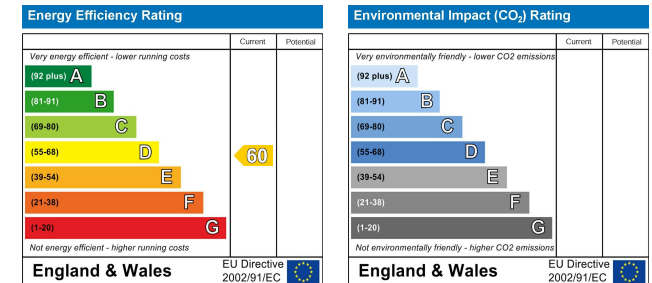 Energy Efficiency Rating
Current Potential
Very energy efficient - lower running costs
(92 plus) A
(81-91) B
(69-80) C
(55-68) D
60
(39-54) E
(21-38) F
(1-20) G
Not energy efficient - higher running costs
England & Wales
EU Directive
2002/91/EC
Environmental Impact (CO₂) Rating
Current Potential
Very environmentally friendly - lower CO2 emissions
(92 plus) A
(81-91) B
(69-80) C
(55-68) D
(39-54) E
(21-38) F
(1-20) G
Not environmentally friendly - higher CO2 emissions
England & Wales
EU Directive
2002/91/EC